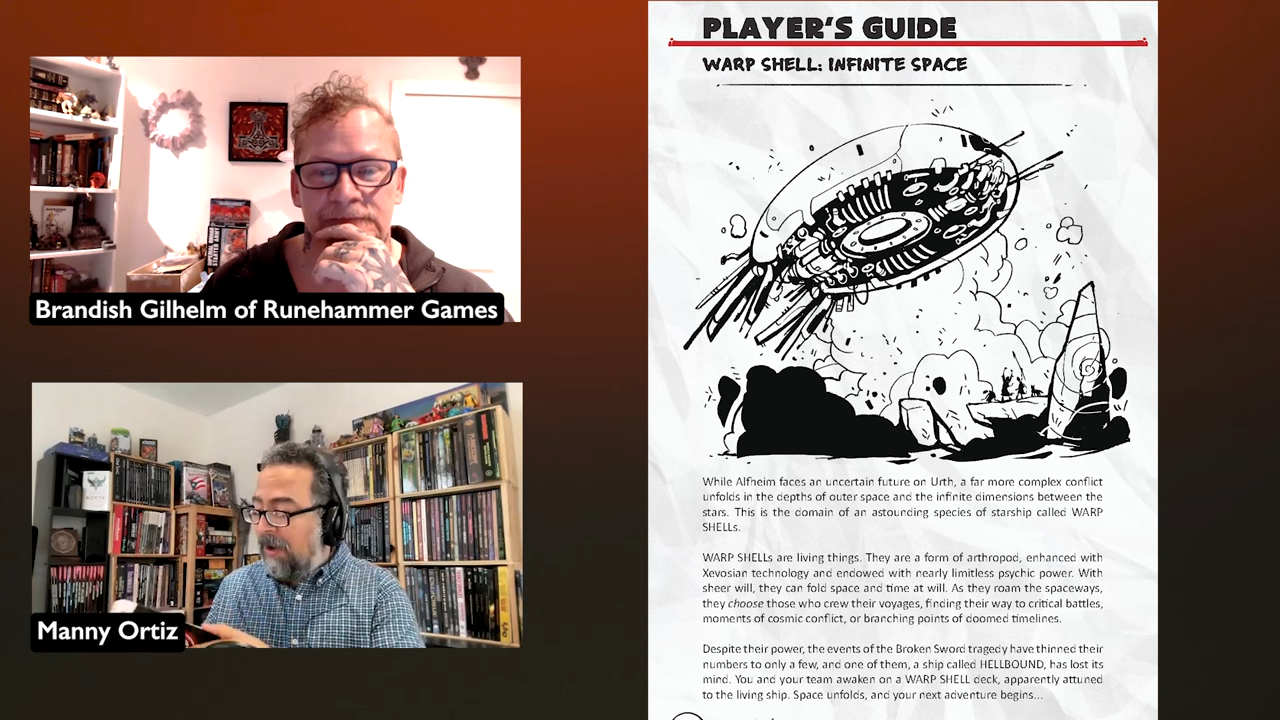 Brandish Gilhelm of Runehammer Games
Manny Ortiz
PLAYER'S GUIDE
WARP SHELL: INFINITE SPACE
While Alfheim faces an uncertain future on Urth, a far more complex conflict
unfolds in the depths of outer space and the infinite dimensions between the
stars. This is the domain of an astounding species of starship called WARP
SHELLs.
WARP SHELLs are living things. They are a form of arthropod, enhanced with
Xevosian technology and endowed with nearly limitless psychic power. With
sheer will, they can fold space and time at will. As they roam the spaceways,
they choose those who crew their voyages, finding their way to critical battles,
moments of cosmic conflict, or branching points of doomed timelines.
Despite their power, the events of the Broken Sword tragedy have thinned their
numbers to only a few, and one of them, a ship called HELLBOUND, has lost its
mind. You and your team awaken on a WARP SHELL deck, apparently attuned
to the living ship. Space unfolds, and your next adventure begins...